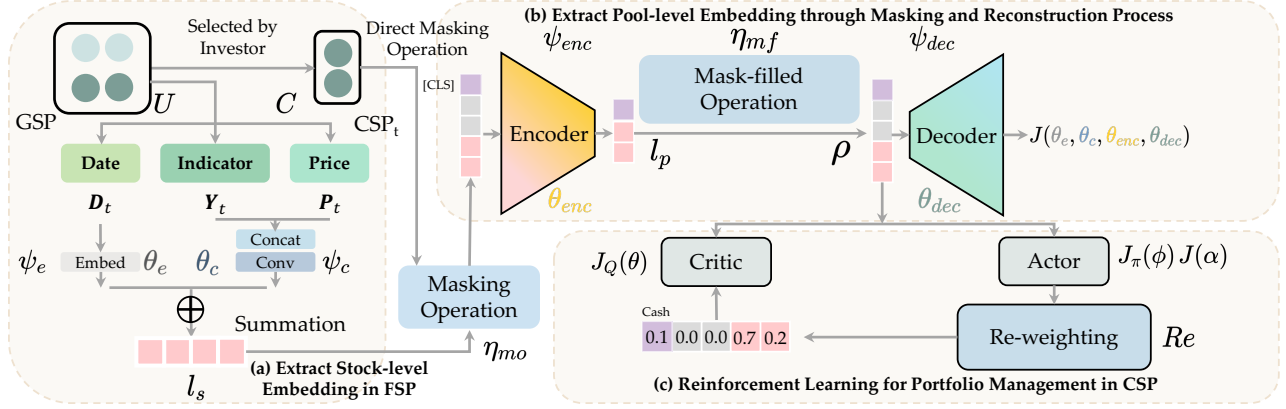 Selected by
Investor
GSP
U
C
CSP_t
Date
Indicator
Price
D_t
Y_t
P_t
Concat
Embed
Conv
ψ_e
θ_e
θ_c
ψ_c
Summation
l_s
(a) Extract Stock-level
Embedding in FSP
Direct Masking
Operation
Masking
Operation
η_mo
(b) Extract Pool-level Embedding through Masking and Reconstruction Process
ψ_enc
η_mf
ψ_dec
[CLS]
Encoder
Mask-filled
Operation
Decoder
l_p
ρ
J(θ_e, θ_c, θ_enc, θ_dec)
θ_enc
θ_dec
J_Q(θ)
Critic
Actor
J_π(ϕ) J(α)
Cash
0.1 0.0 0.0 0.7 0.2
Re-weighting
Re
(c) Reinforcement Learning for Portfolio Management in CSP